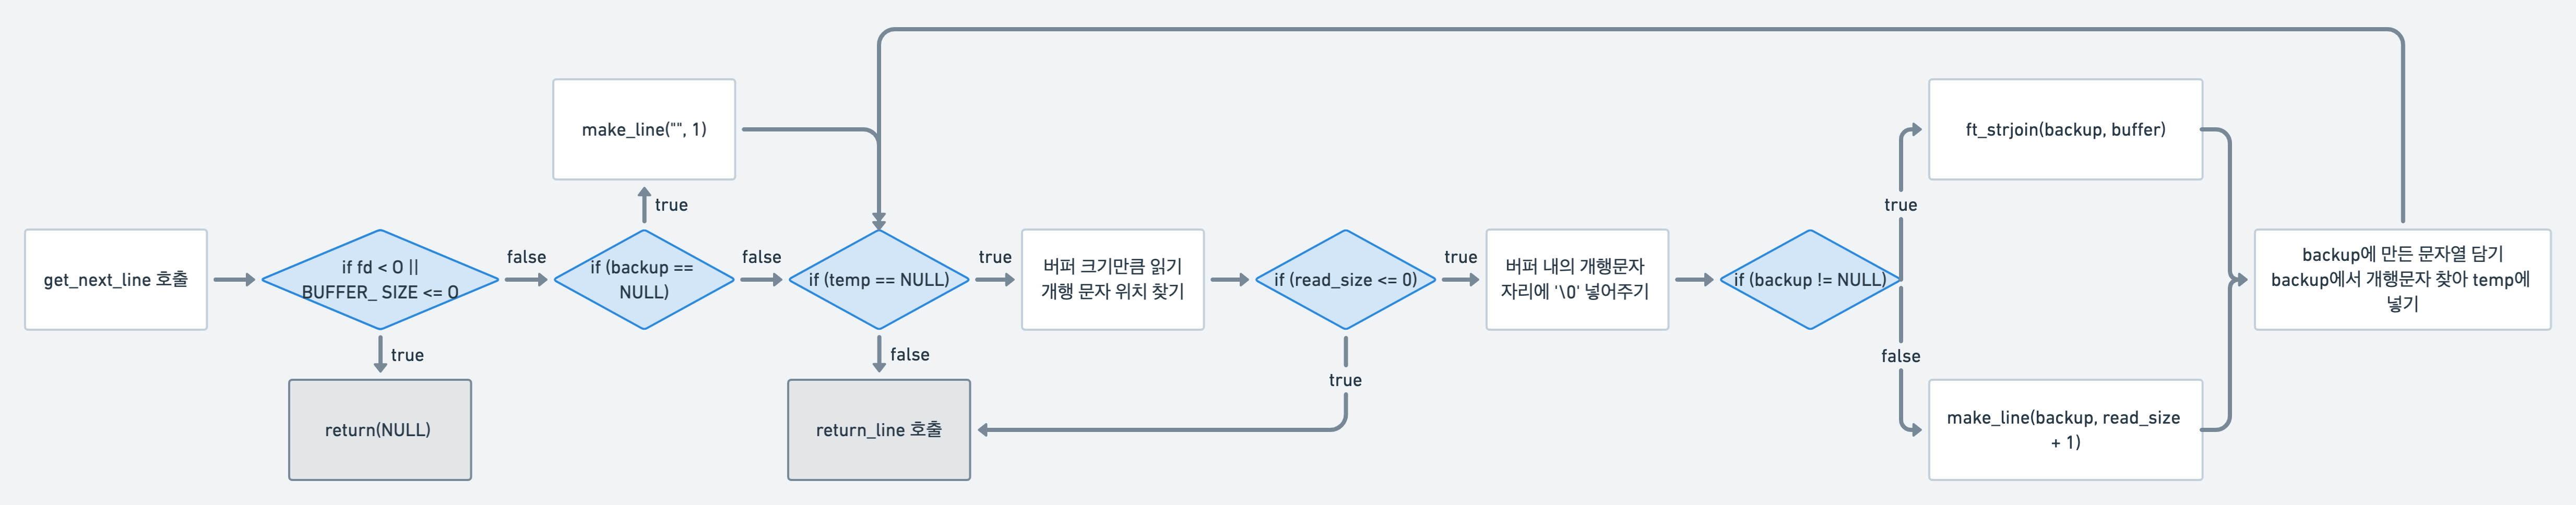 get_next_line 호출
if fd < 0 ||
BUFFER_ SIZE <= 0
true
return(NULL)
false
if (backup ==
NULL)
true
make_line("", 1)
false
if (temp == NULL)
false
return_line 호출
true
버퍼 크기만큼 읽기
개행 문자 위치 찾기
if (read_size <= 0)
true
true
버퍼 내의 개행문자
자리에 '\0' 넣어주기
if (backup != NULL)
true
ft_strjoin(backup, buffer)
false
make_line(backup, read_size
+ 1)
backup에 만든 문자열 담기
backup에서 개행문자 찾아 temp에
넣기